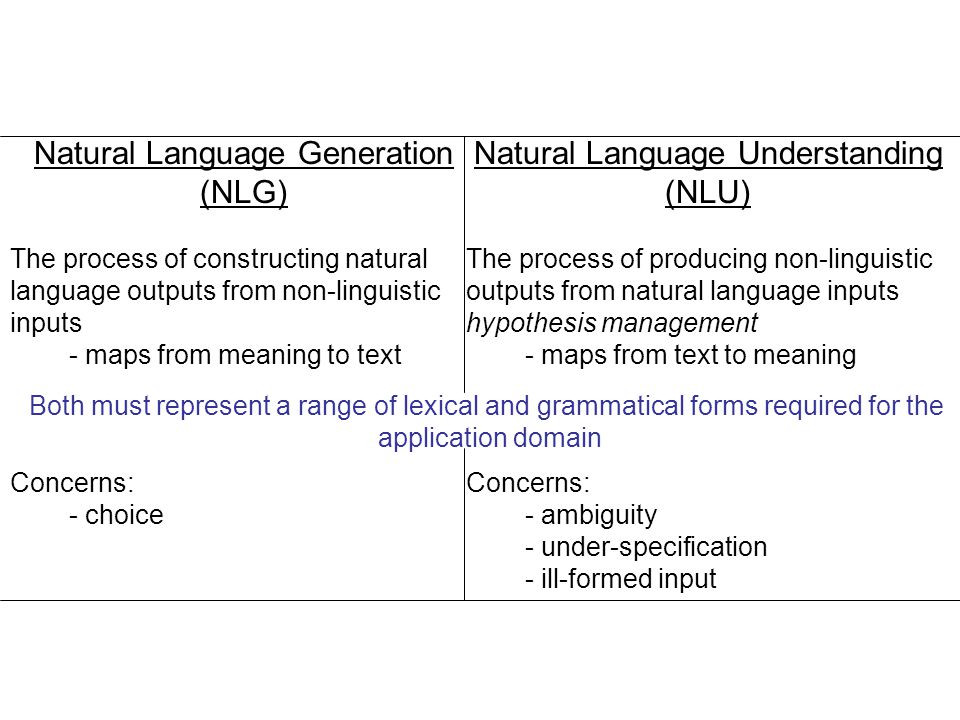 Natural Language Generation
(NLG)
The process of constructing natural
language outputs from non-linguistic
inputs
- maps from meaning to text
Natural Language Understanding
(NLU)
The process of producing non-linguistic
outputs from natural language inputs
hypothesis management
- maps from text to meaning
Both must represent a range of lexical and grammatical forms required for the
application domain
Concerns:
- choice
Concerns:
- ambiguity
- under-specification
- ill-formed input